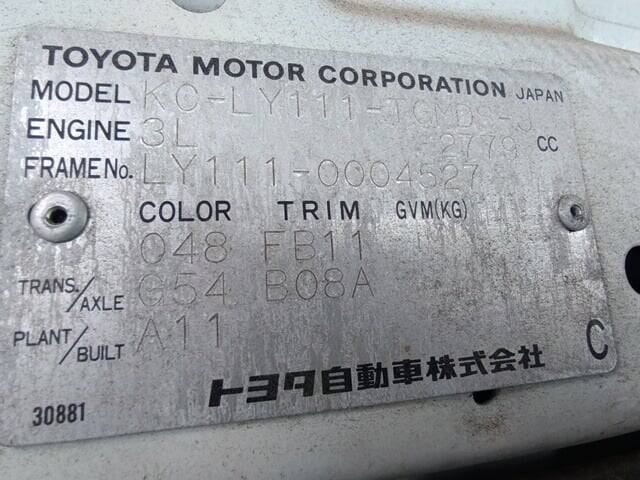 TOYOTA MOTOR CORPORATION JAPAN
MODEL KC-LY111-TGMDS-J
ENGINE 3L 2779 CC
FRAME No. LY111-0004527
COLOR TRIM GVM(KG)
048 FB11
TRANS./AXLE G54 B08A
PLANT/BUILT A11
C
トヨタ自動車株式会社
30881